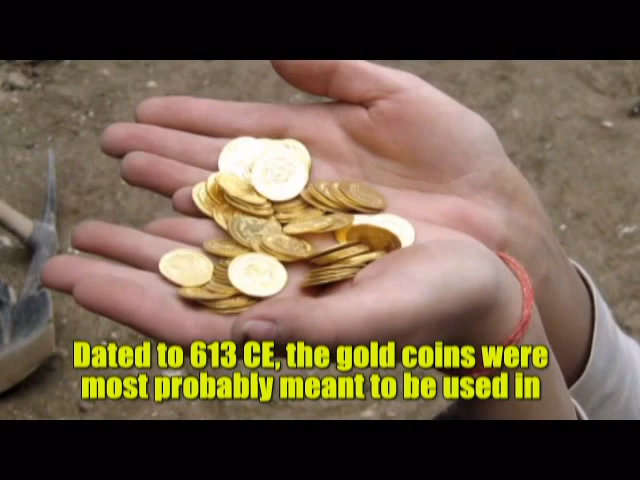 Dated to 613 CE, the gold coins were
most probably meant to be used in